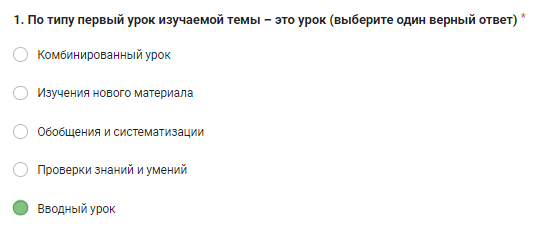 1. По типу первый урок изучаемой темы – это урок (выберите один верный ответ) *
Комбинированный урок
Изучения нового материала
Обобщения и систематизации
Проверки знаний и умений
Вводный урок